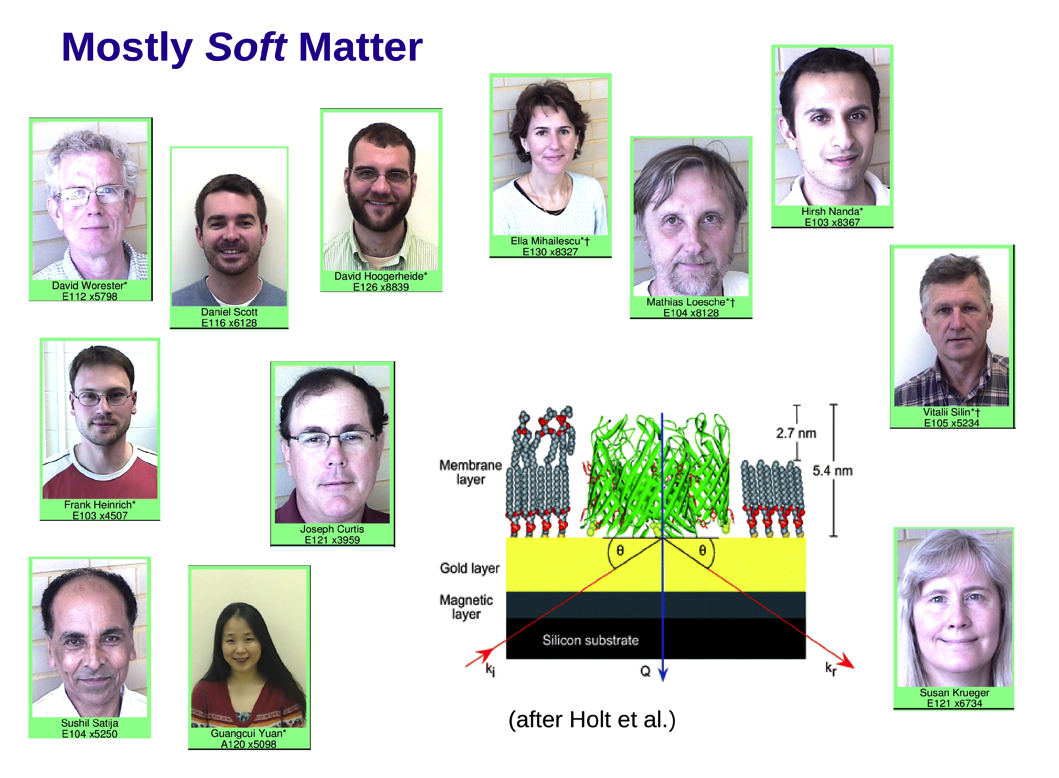 Mostly Soft Matter
David Worester*
E112 x5798
Daniel Scott
E116 x6128
David Hoogerheide*
E126 x8839
Ella Mihailescu*†
E130 x8327
Mathias Loesche*†
E104 x8128
Hirsh Nanda*
E103 x8367
Vitalii Silin*†
E105 x5234
Frank Heinrich*
E103 x4507
Joseph Curtis
E121 x3959
Sushil Satija
E104 x5250
Guangcui Yuan*
A120 x5098
Susan Krueger
E121 x6734
Membrane
layer
2.7 nm
5.4 nm
θ
θ
Gold layer
Magnetic
layer
Silicon substrate
ki
Q
kr
(after Holt et al.)